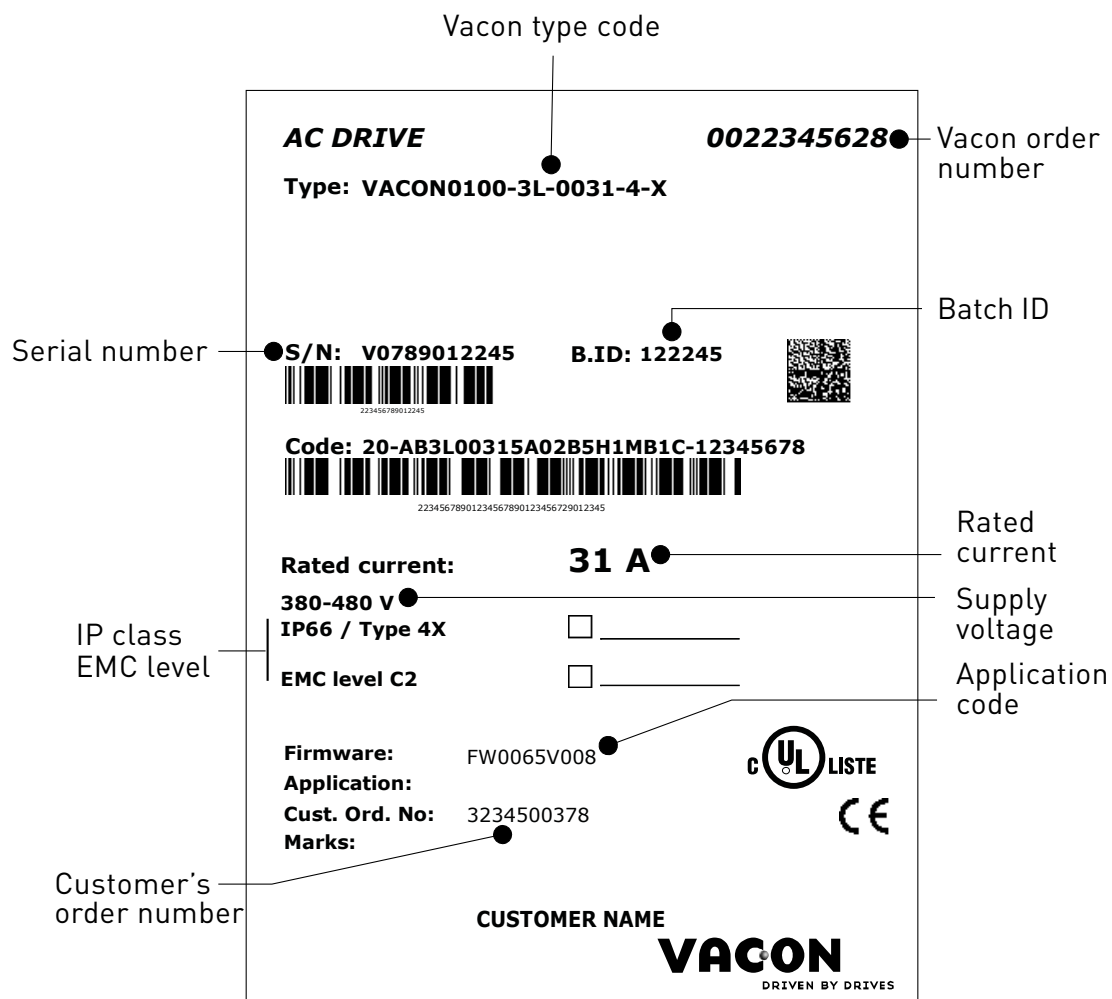 Vacon type code
AC DRIVE
0022345628
Vacon order
number
Type: VACON0100-3L-0031-4-X
Batch ID
Serial number
S/N: V0789012245
B.ID: 122245
223456789012245
Code: 20-AB3L00315A02B5H1MB1C-12345678
22345678901234567890123456729012345
Rated
current
Rated current:
31 A
380-480 V
Supply
voltage
IP class
EMC level
IP66 / Type 4X
EMC level C2
Application
code
Firmware:
FW0065V008
Application:
Cust. Ord. No:
3234500378
Marks:
C UL LISTE
CE
Customer's
order number
CUSTOMER NAME
VACON
DRIVEN BY DRIVES